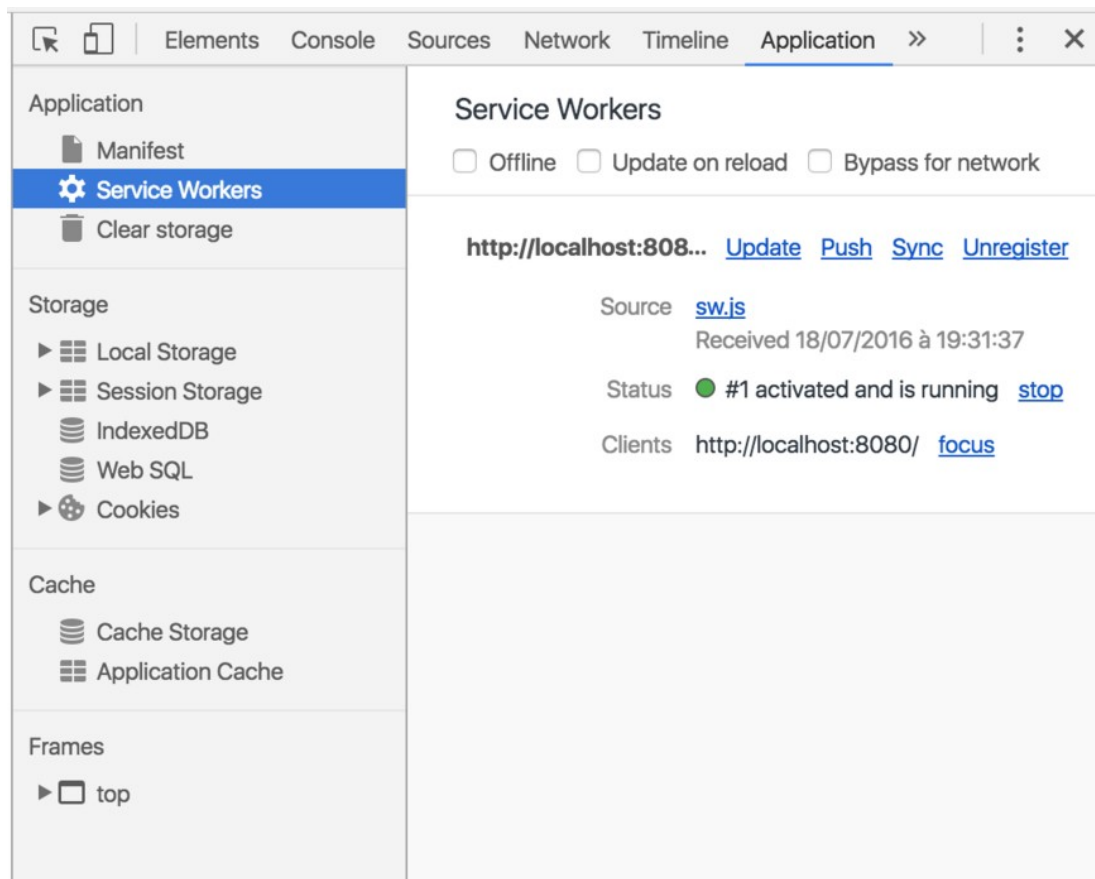 Elements Console Sources Network Timeline Application »
Application
Manifest
Service Workers
Clear storage
Storage
Local Storage
Session Storage
IndexedDB
Web SQL
Cookies
Cache
Cache Storage
Application Cache
Frames
top
Service Workers
Offline Update on reload Bypass for network
http://localhost:808... Update Push Sync Unregister
Source sw.js
Received 18/07/2016 à 19:31:37
Status #1 activated and is running stop
Clients http://localhost:8080/ focus